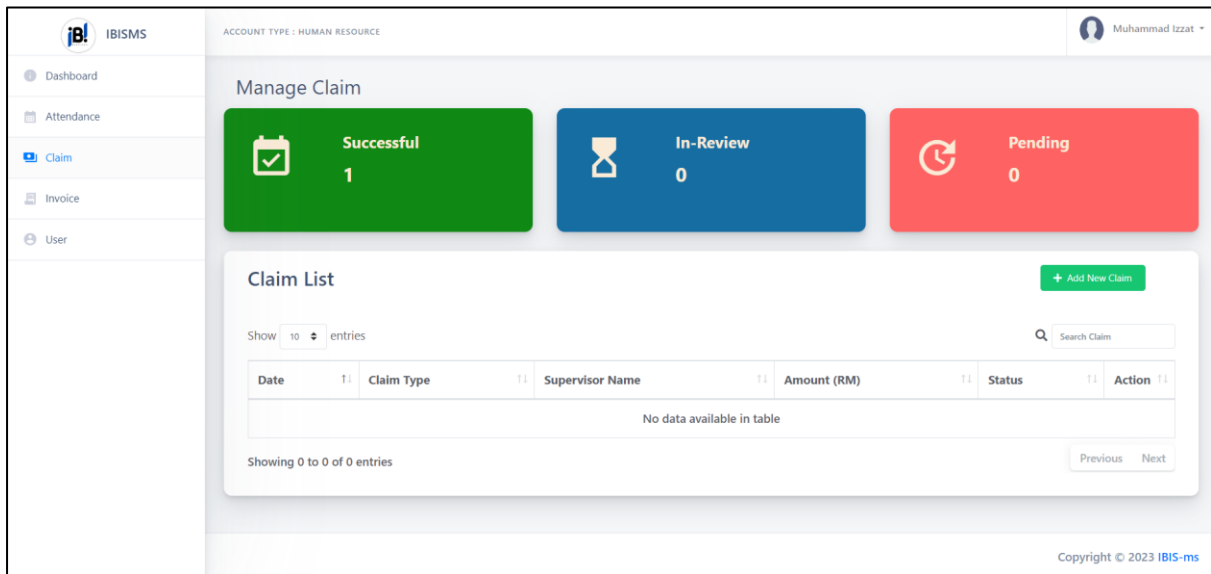 iB! IBISMS
ACCOUNT TYPE : HUMAN RESOURCE
Muhammad Izzat
Dashboard
Attendance
Claim
Invoice
User
Manage Claim
Successful
1
In-Review
0
Pending
0
Claim List
+ Add New Claim
Show 10 entries
Search Claim
Date Claim Type Supervisor Name Amount (RM) Status Action
No data available in table
Showing 0 to 0 of 0 entries
Previous Next
Copyright © 2023 IBIS-ms